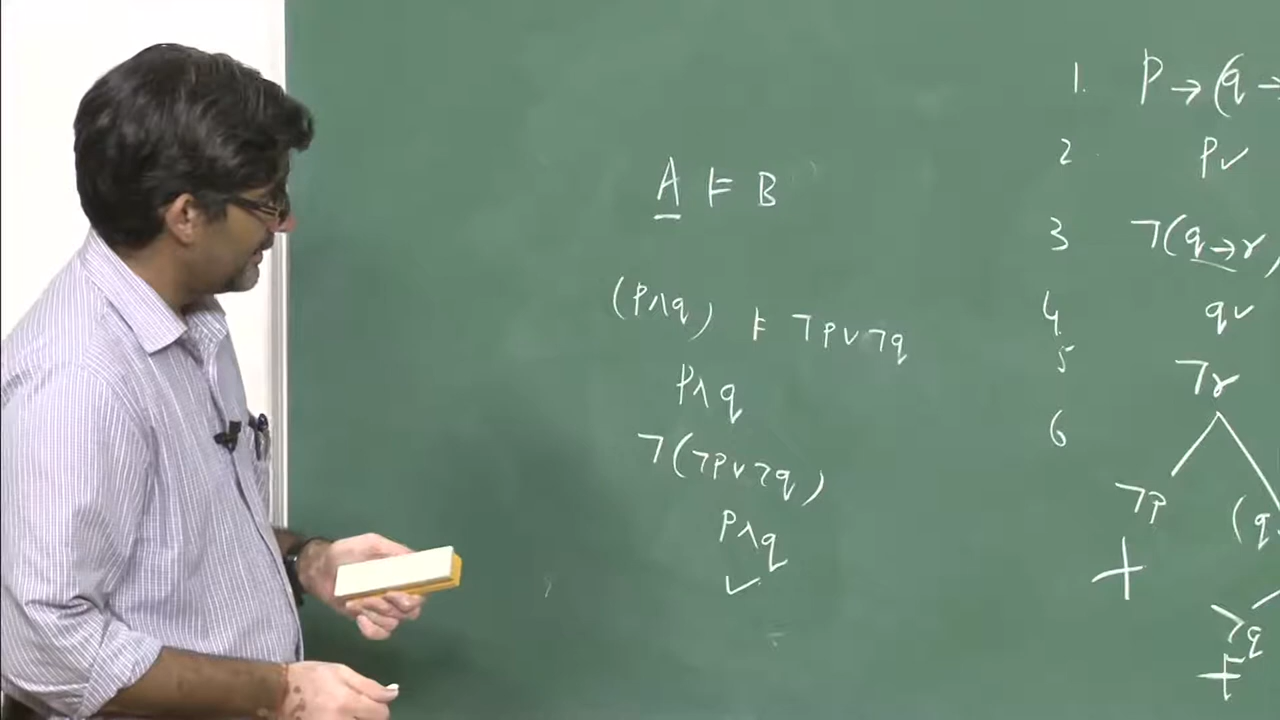 A ⊨ B
(p∧q) ⊨ ¬p∨¬q
p∧q
¬(¬p∨¬q)
p∧q
✓
1. p → (q →
2. p✓
3 ¬(q→r)
4. q✓
5 ¬r
6 ¬p (q
+ ¬q
+